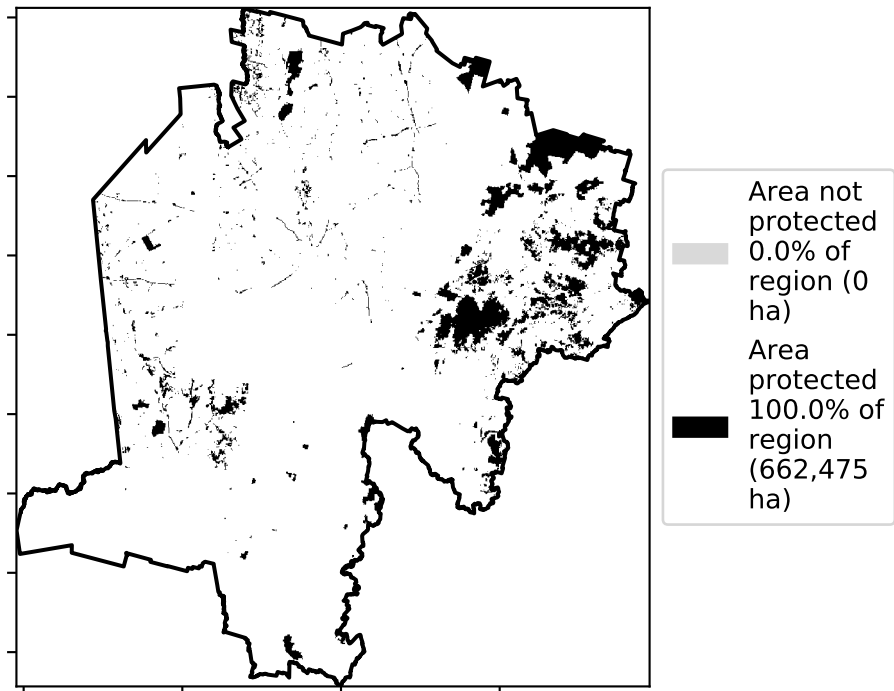 Area not
protected
0.0% of
region (0
ha)
Area
protected
100.0% of
region
(662,475
ha)